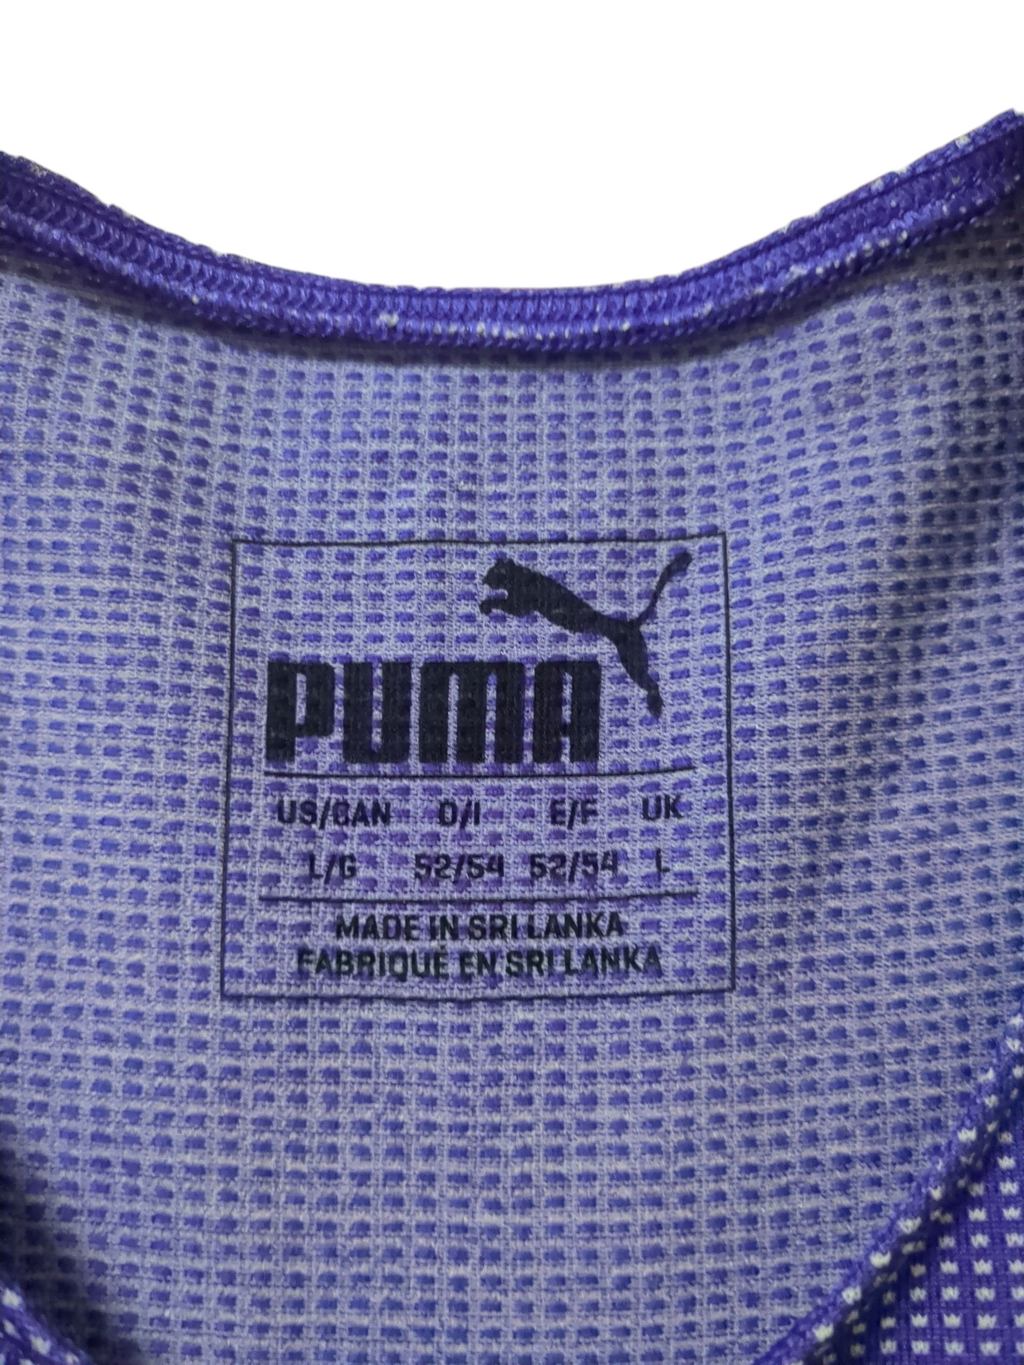 PUMA
US/CAN D/I E/F UK
L/G 52/54 52/54 L
MADE IN SRI LANKA
FABRIQUÉ EN SRI LANKA